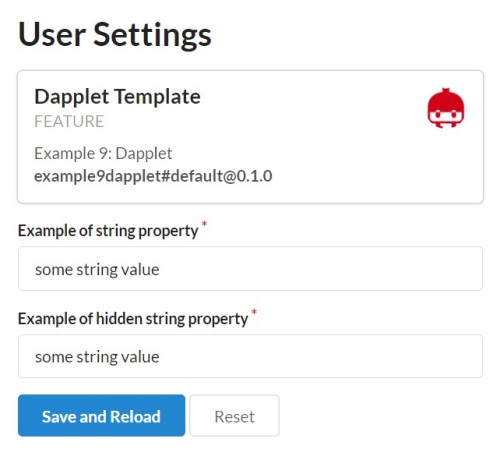 User Settings
Dapplet Template
FEATURE
Example 9: Dapplet
example9dapplet#default@0.1.0
Example of string property *
some string value
Example of hidden string property *
some string value
Save and Reload
Reset